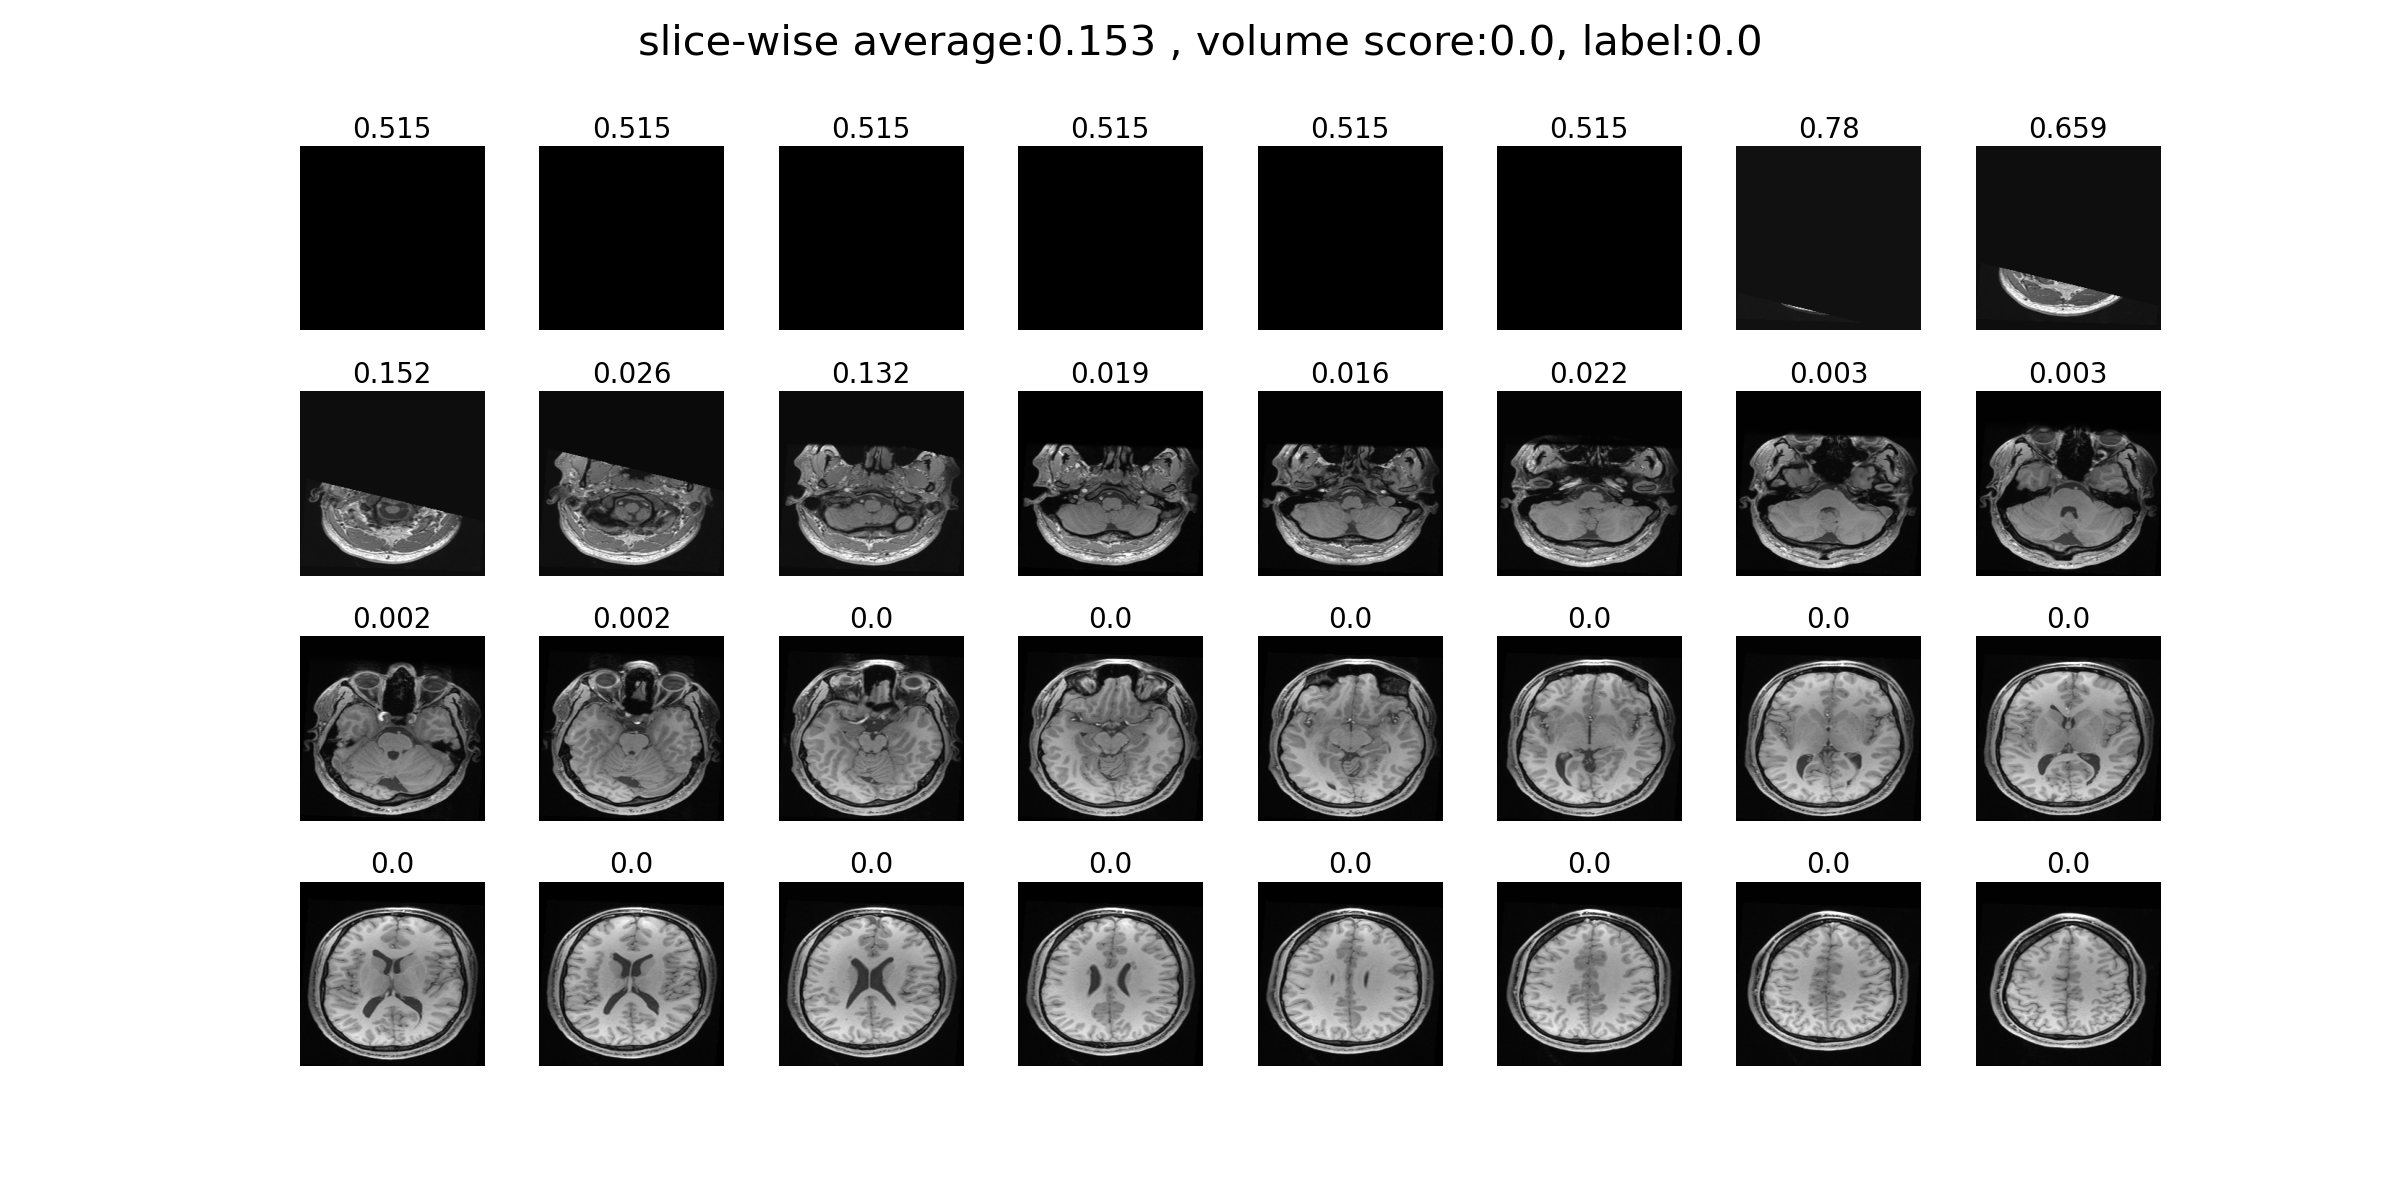 slice-wise average:0.153 , volume score:0.0, label:0.0
0.515 0.515 0.515 0.515 0.515 0.515 0.78 0.659
0.152 0.026 0.132 0.019 0.016 0.022 0.003 0.003
0.002 0.002 0.0 0.0 0.0 0.0 0.0 0.0
0.0 0.0 0.0 0.0 0.0 0.0 0.0 0.0